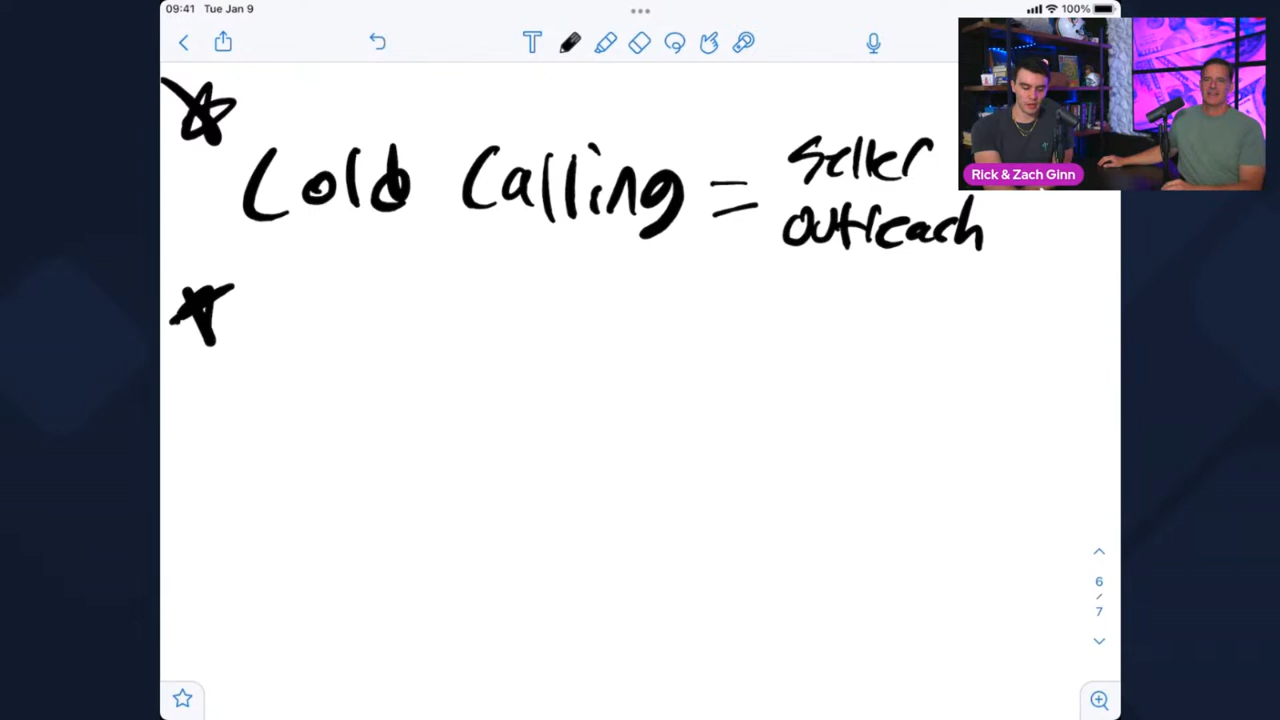 09:41 Tue Jan 9
100%
T
Rick & Zach Ginn
Cold Calling = seller
outreach
6
/
7